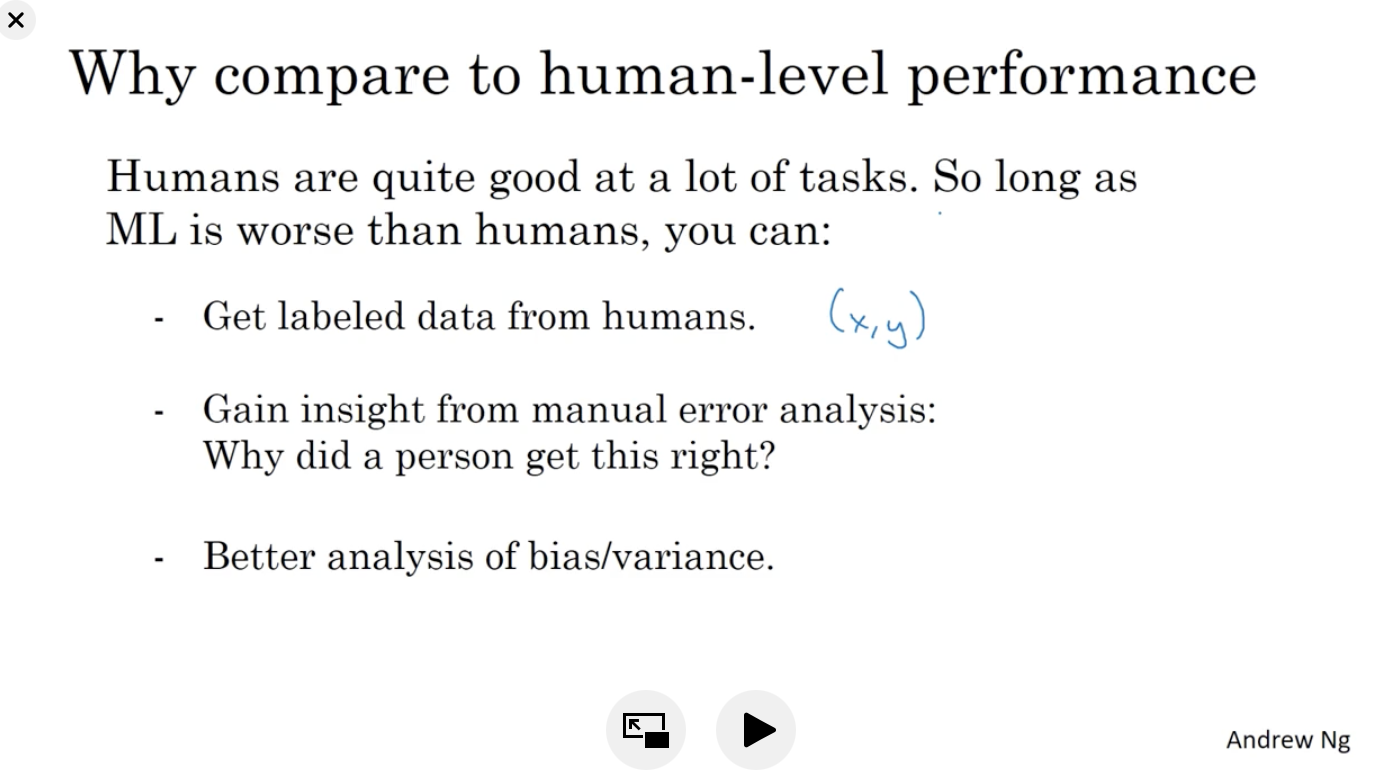 Why compare to human-level performance
Humans are quite good at a lot of tasks. So long as
ML is worse than humans, you can:
- Get labeled data from humans. (x,y)
- Gain insight from manual error analysis:
Why did a person get this right?
- Better analysis of bias/variance.
Andrew Ng